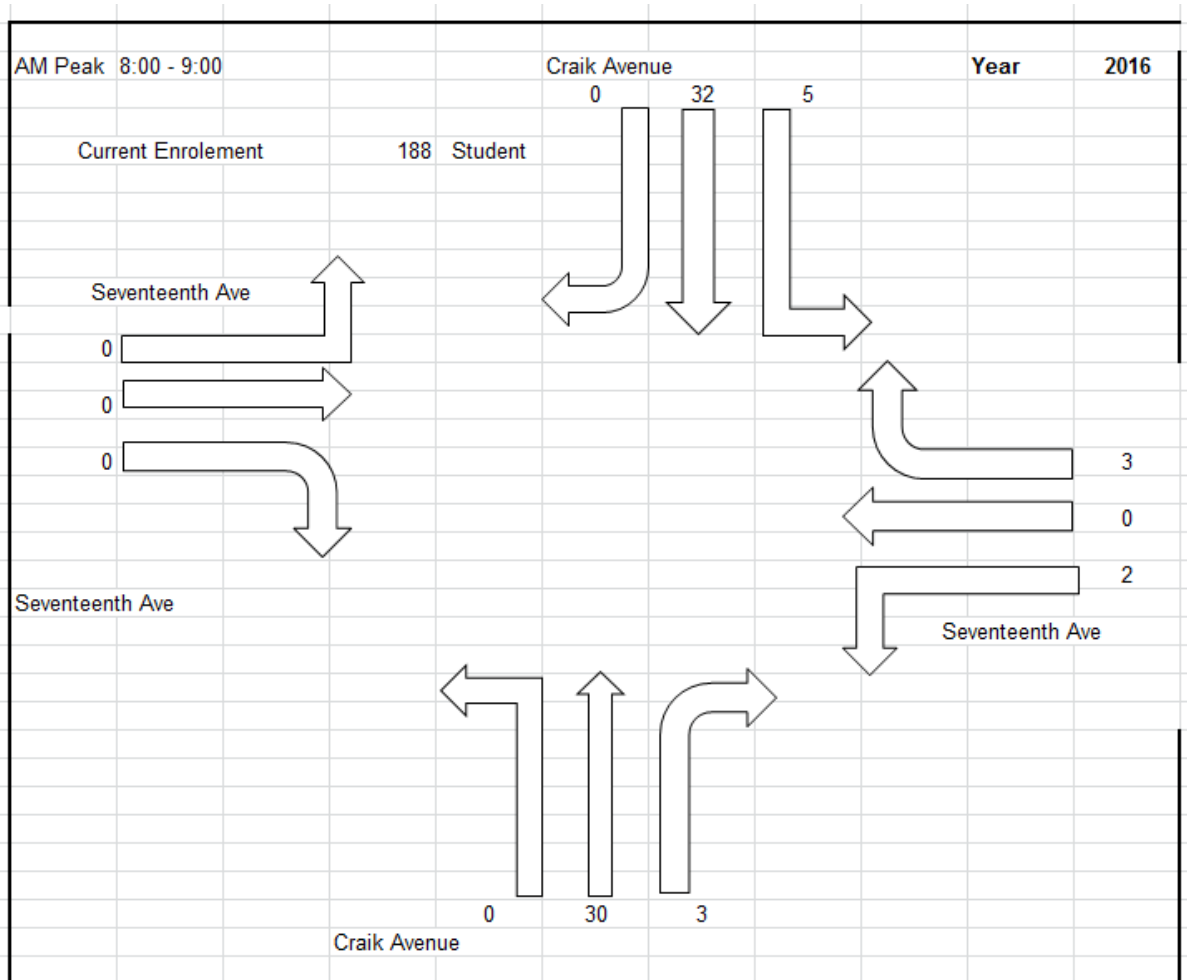 AM Peak 8:00 - 9:00 Craik Avenue Year 2016
0 32 5
Current Enrolement 188 Student
Seventeenth Ave
0
0
0 3
0
2
Seventeenth Ave
Seventeenth Ave
0 30 3
Craik Avenue